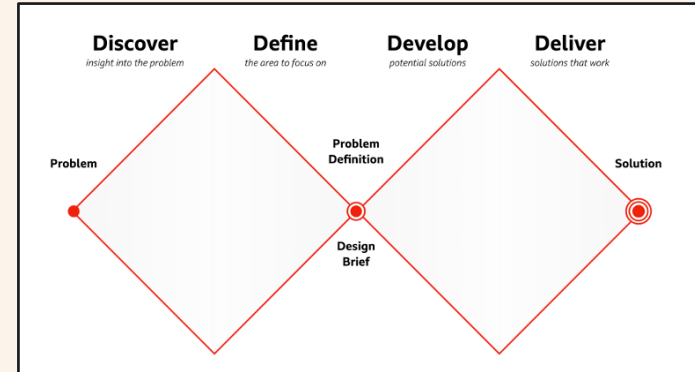 Discover
insight into the problem
Define
the area to focus on
Develop
potential solutions
Deliver
solutions that work
Problem
Problem
Definition
Design
Brief
Solution